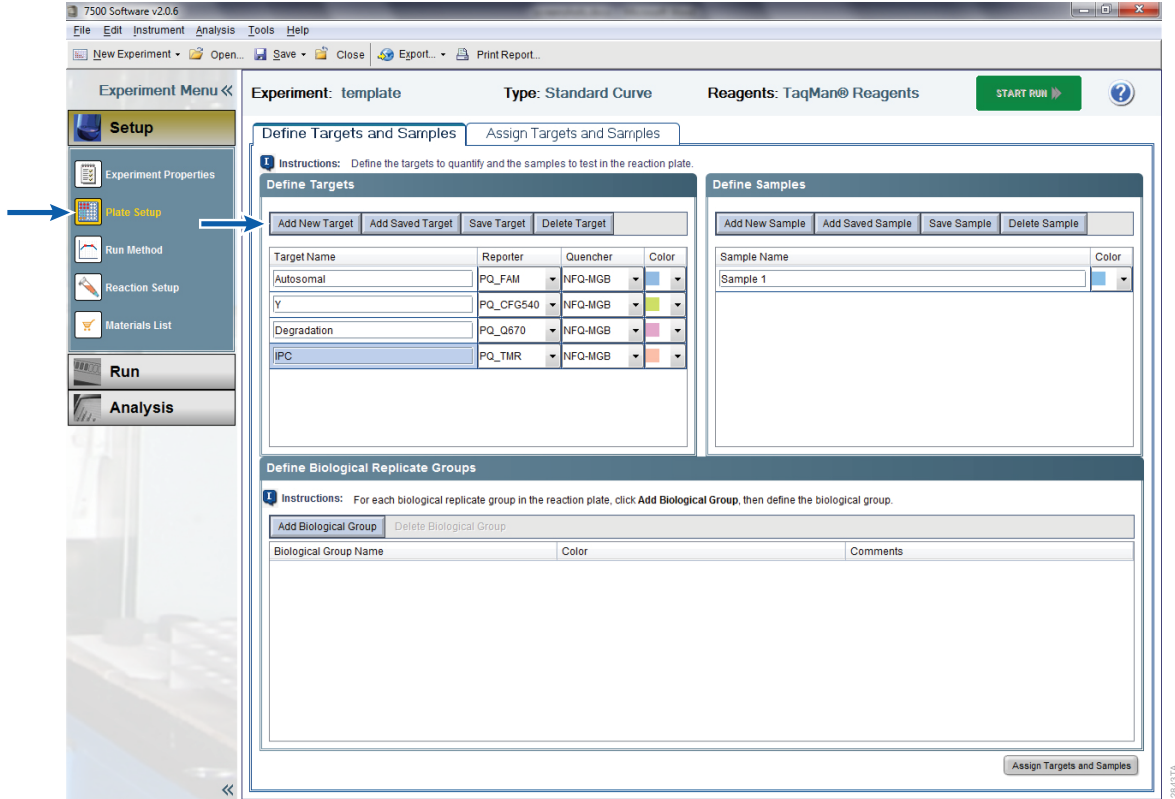 7500 Software v2.0.6
File Edit Instrument Analysis Tools Help
New Experiment Open... Save Close Export... Print Report...
Experiment Menu «
Experiment: template Type: Standard Curve Reagents: TaqMan® Reagents START RUN ?
Setup
Define Targets and Samples Assign Targets and Samples
Instructions: Define the targets to quantify and the samples to test in the reaction plate.
Experiment Properties
Plate Setup
Run Method
Reaction Setup
Materials List
Run
Analysis
«
Define Targets
Add New Target Add Saved Target Save Target Delete Target
Target Name Reporter Quencher Color
Autosomal PQ_FAM NFQ-MGB
Y PQ_CFG540 NFQ-MGB
Degradation PQ_Q670 NFQ-MGB
IPC PQ_TMR NFQ-MGB
Define Samples
Add New Sample Add Saved Sample Save Sample Delete Sample
Sample Name Color
Sample 1
Define Biological Replicate Groups
Instructions: For each biological replicate group in the reaction plate, click Add Biological Group, then define the biological group.
Add Biological Group Delete Biological Group
Biological Group Name Color Comments
Assign Targets and Samples